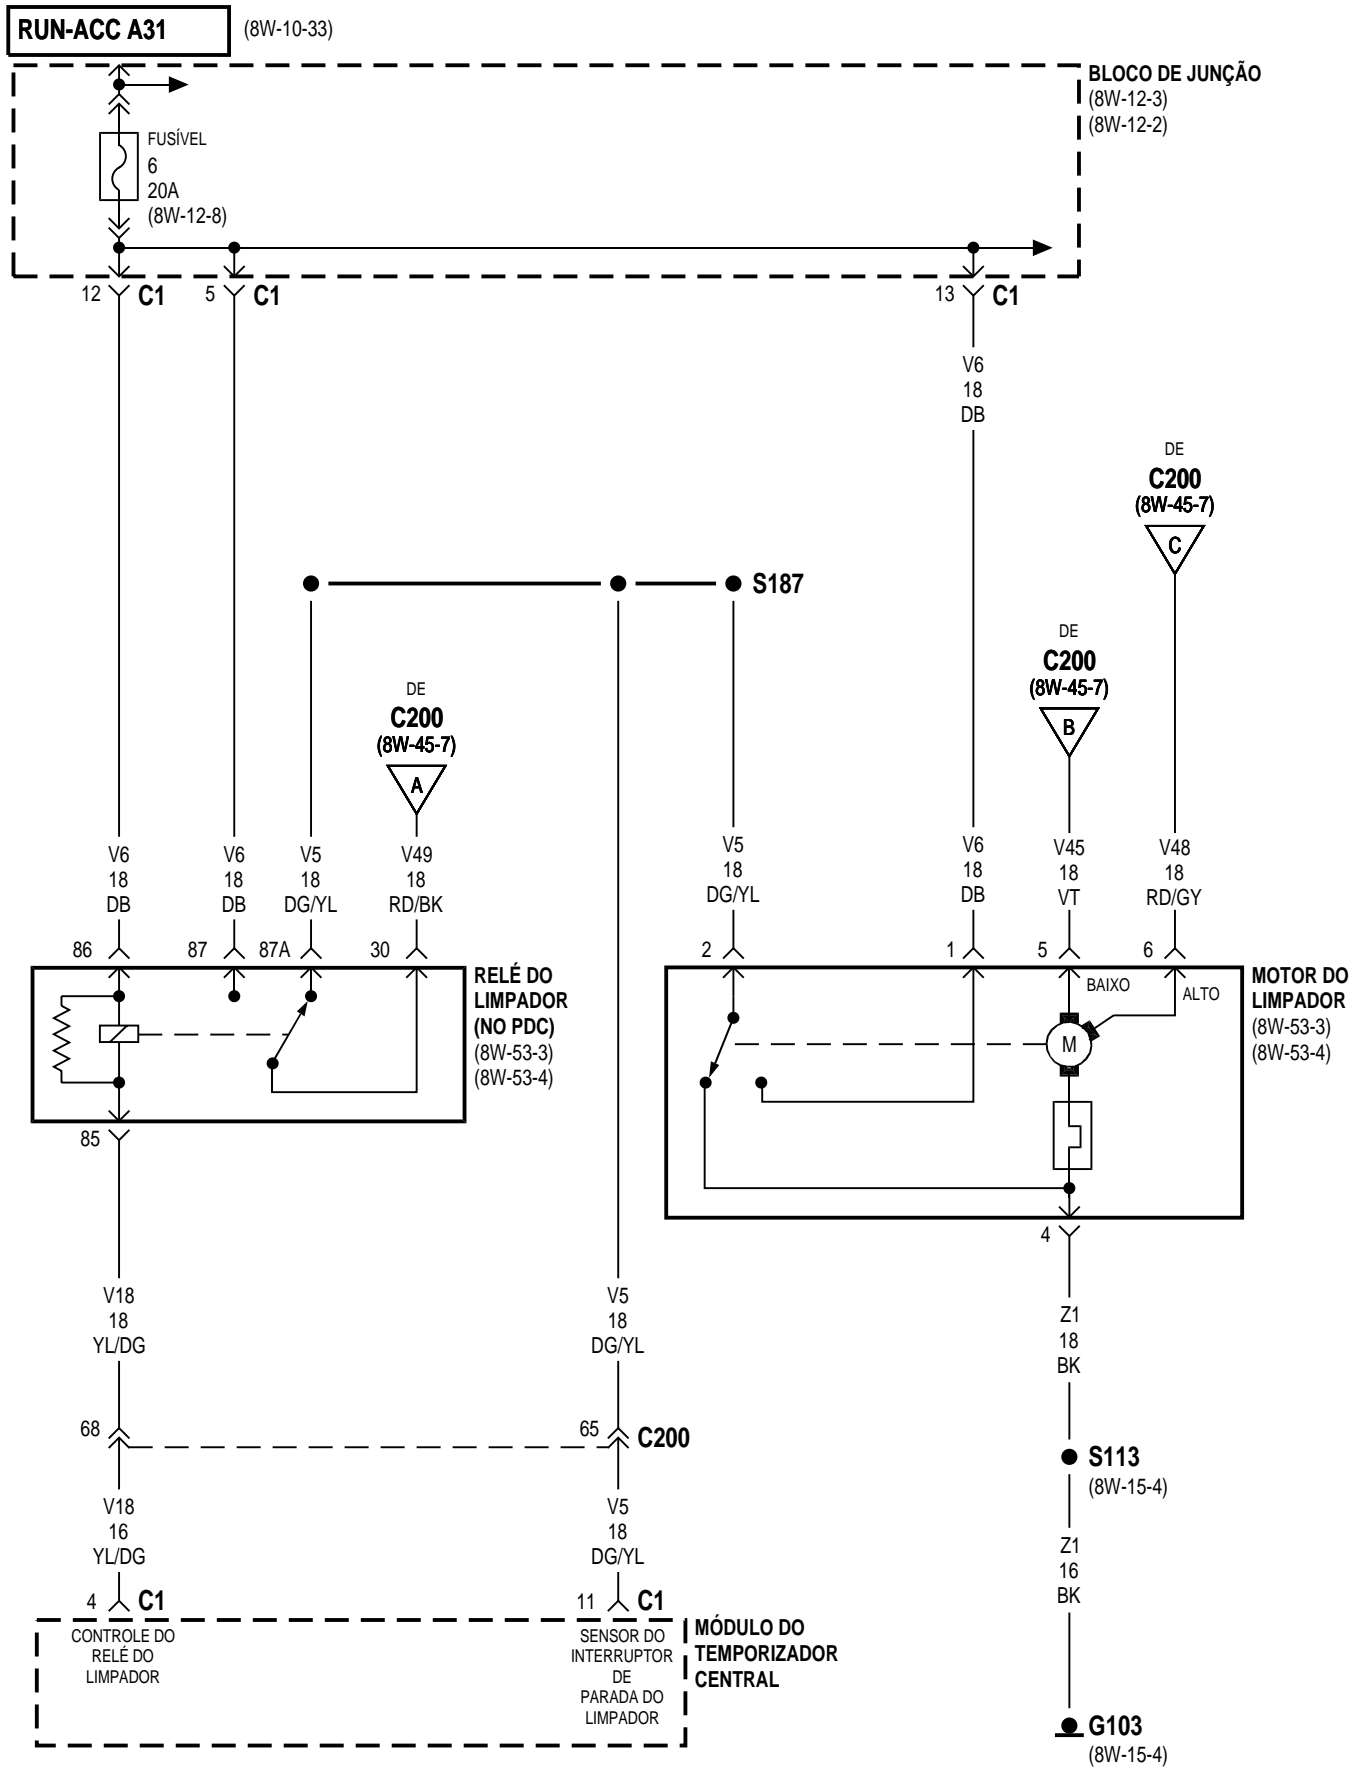 RUN-ACC A31
(8W-10-33)
BLOCO DE JUNÇÃO
(8W-12-3)
(8W-12-2)
FUSÍVEL
6
20A
(8W-12-8)
12
C1
5
C1
13
C1
V6
18
DB
DE
C200
(8W-45-7)
C
S187
DE
C200
(8W-45-7)
B
DE
C200
(8W-45-7)
A
V6
18
DB
V6
18
DB
V5
18
DG/YL
V49
18
RD/BK
V5
18
DG/YL
V6
18
DB
V45
18
VT
V48
18
RD/GY
86
87
87A
30
2
1
5
6
RELÉ DO
LIMPADOR
(NO PDC)
(8W-53-3)
(8W-53-4)
BAIXO
ALTO
M
MOTOR DO
LIMPADOR
(8W-53-3)
(8W-53-4)
85
4
V18
18
YL/DG
V5
18
DG/YL
Z1
18
BK
68
65
C200
S113
(8W-15-4)
V18
16
YL/DG
V5
18
DG/YL
Z1
16
BK
4
C1
11
C1
CONTROLE DO
RELÉ DO
LIMPADOR
SENSOR DO
INTERRUPTOR
DE
PARADA DO
LIMPADOR
MÓDULO DO
TEMPORIZADOR
CENTRAL
G103
(8W-15-4)